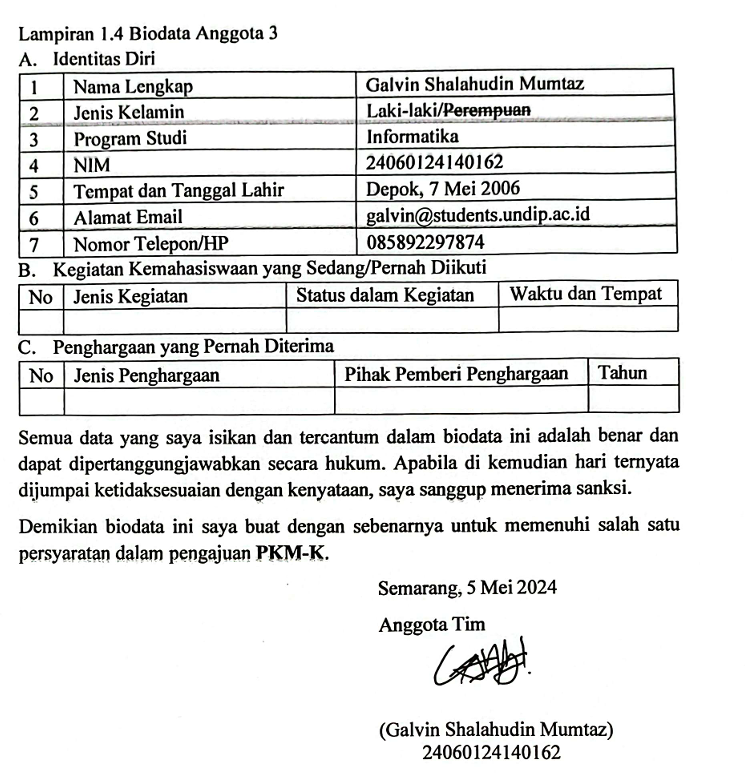 Lampiran 1.4 Biodata Anggota 3
A. Identitas Diri
1 Nama Lengkap Galvin Shalahudin Mumtaz
2 Jenis Kelamin Laki-laki/Perempuan
3 Program Studi Informatika
4 NIM 24060124140162
5 Tempat dan Tanggal Lahir Depok, 7 Mei 2006
6 Alamat Email galvin@students.undip.ac.id
7 Nomor Telepon/HP 085892297874
B. Kegiatan Kemahasiswaan yang Sedang/Pernah Diikuti
No Jenis Kegiatan Status dalam Kegiatan Waktu dan Tempat
C. Penghargaan yang Pernah Diterima
No Jenis Penghargaan Pihak Pemberi Penghargaan Tahun
Semua data yang saya isikan dan tercantum dalam biodata ini adalah benar dan
dapat dipertanggungjawabkan secara hukum. Apabila di kemudian hari ternyata
dijumpai ketidaksesuaian dengan kenyataan, saya sanggup menerima sanksi.
Demikian biodata ini saya buat dengan sebenarnya untuk memenuhi salah satu
persyaratan dalam pengajuan PKM-K.
Semarang, 5 Mei 2024
Anggota Tim
(Galvin Shalahudin Mumtaz)
24060124140162